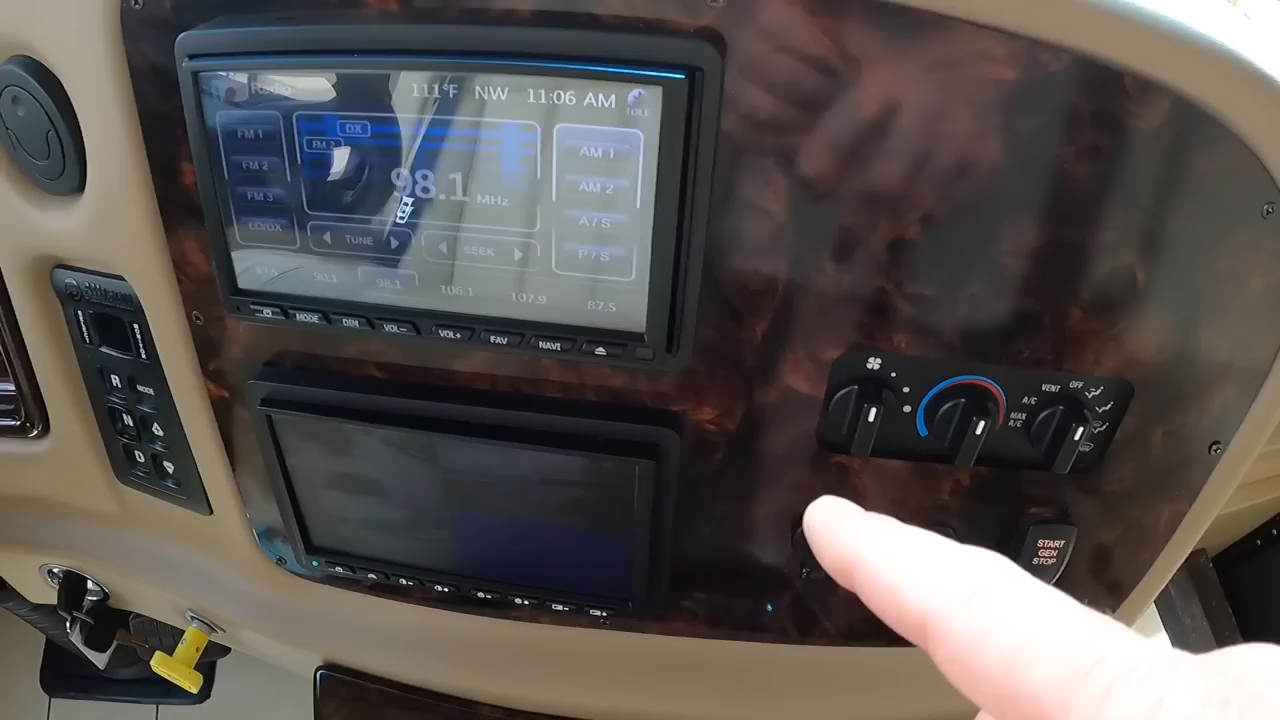 Radio 111°F NW 11:06 AM
IDLE
FM 1
FM 2
FM 3
LO/DX
DX
FM 2
98.1 MHz
TUNE
SEEK
AM 1
AM 2
A / S
P / S
87.5 90.1 98.1 106.1 107.9 87.5
MODE DIM VOL- VOL+ FAV NAVI
R MODE
N
D
A/C VENT OFF
MAX
A/C
START
GEN
STOP